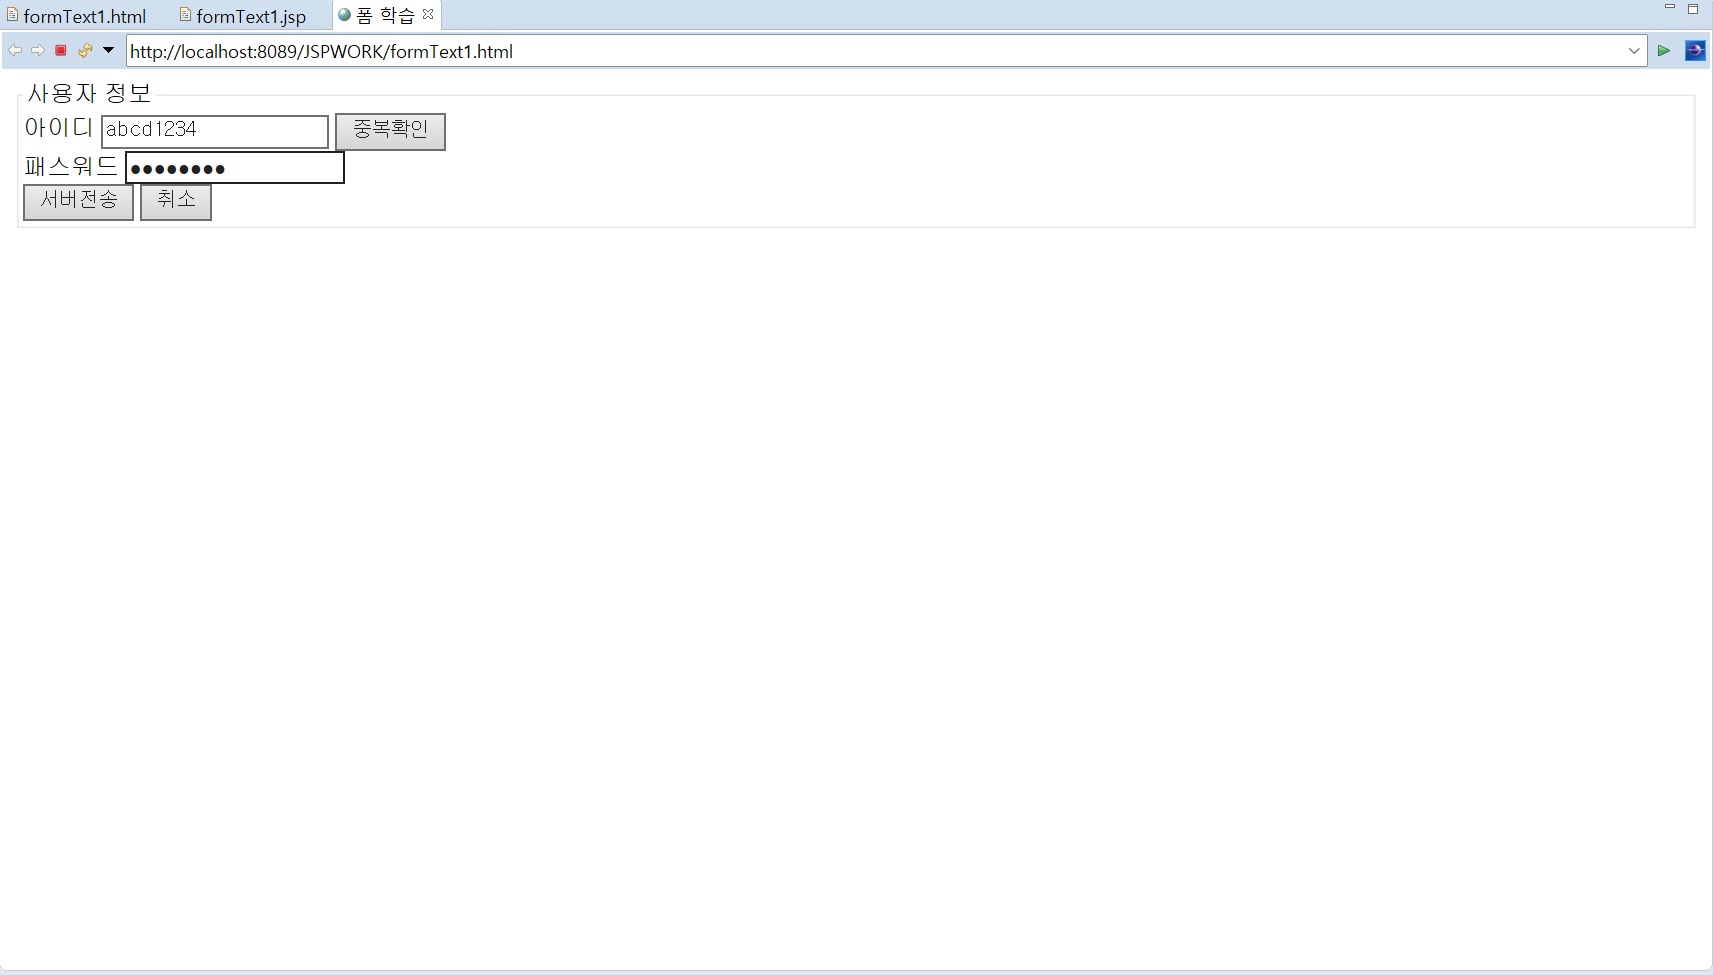 formText1.html formText1.jsp 폼 학습
http://localhost:8089/JSPWORK/formText1.html
사용자 정보
아이디 abcd1234 중복확인
패스워드 ●●●●●●●●
서버전송 취소